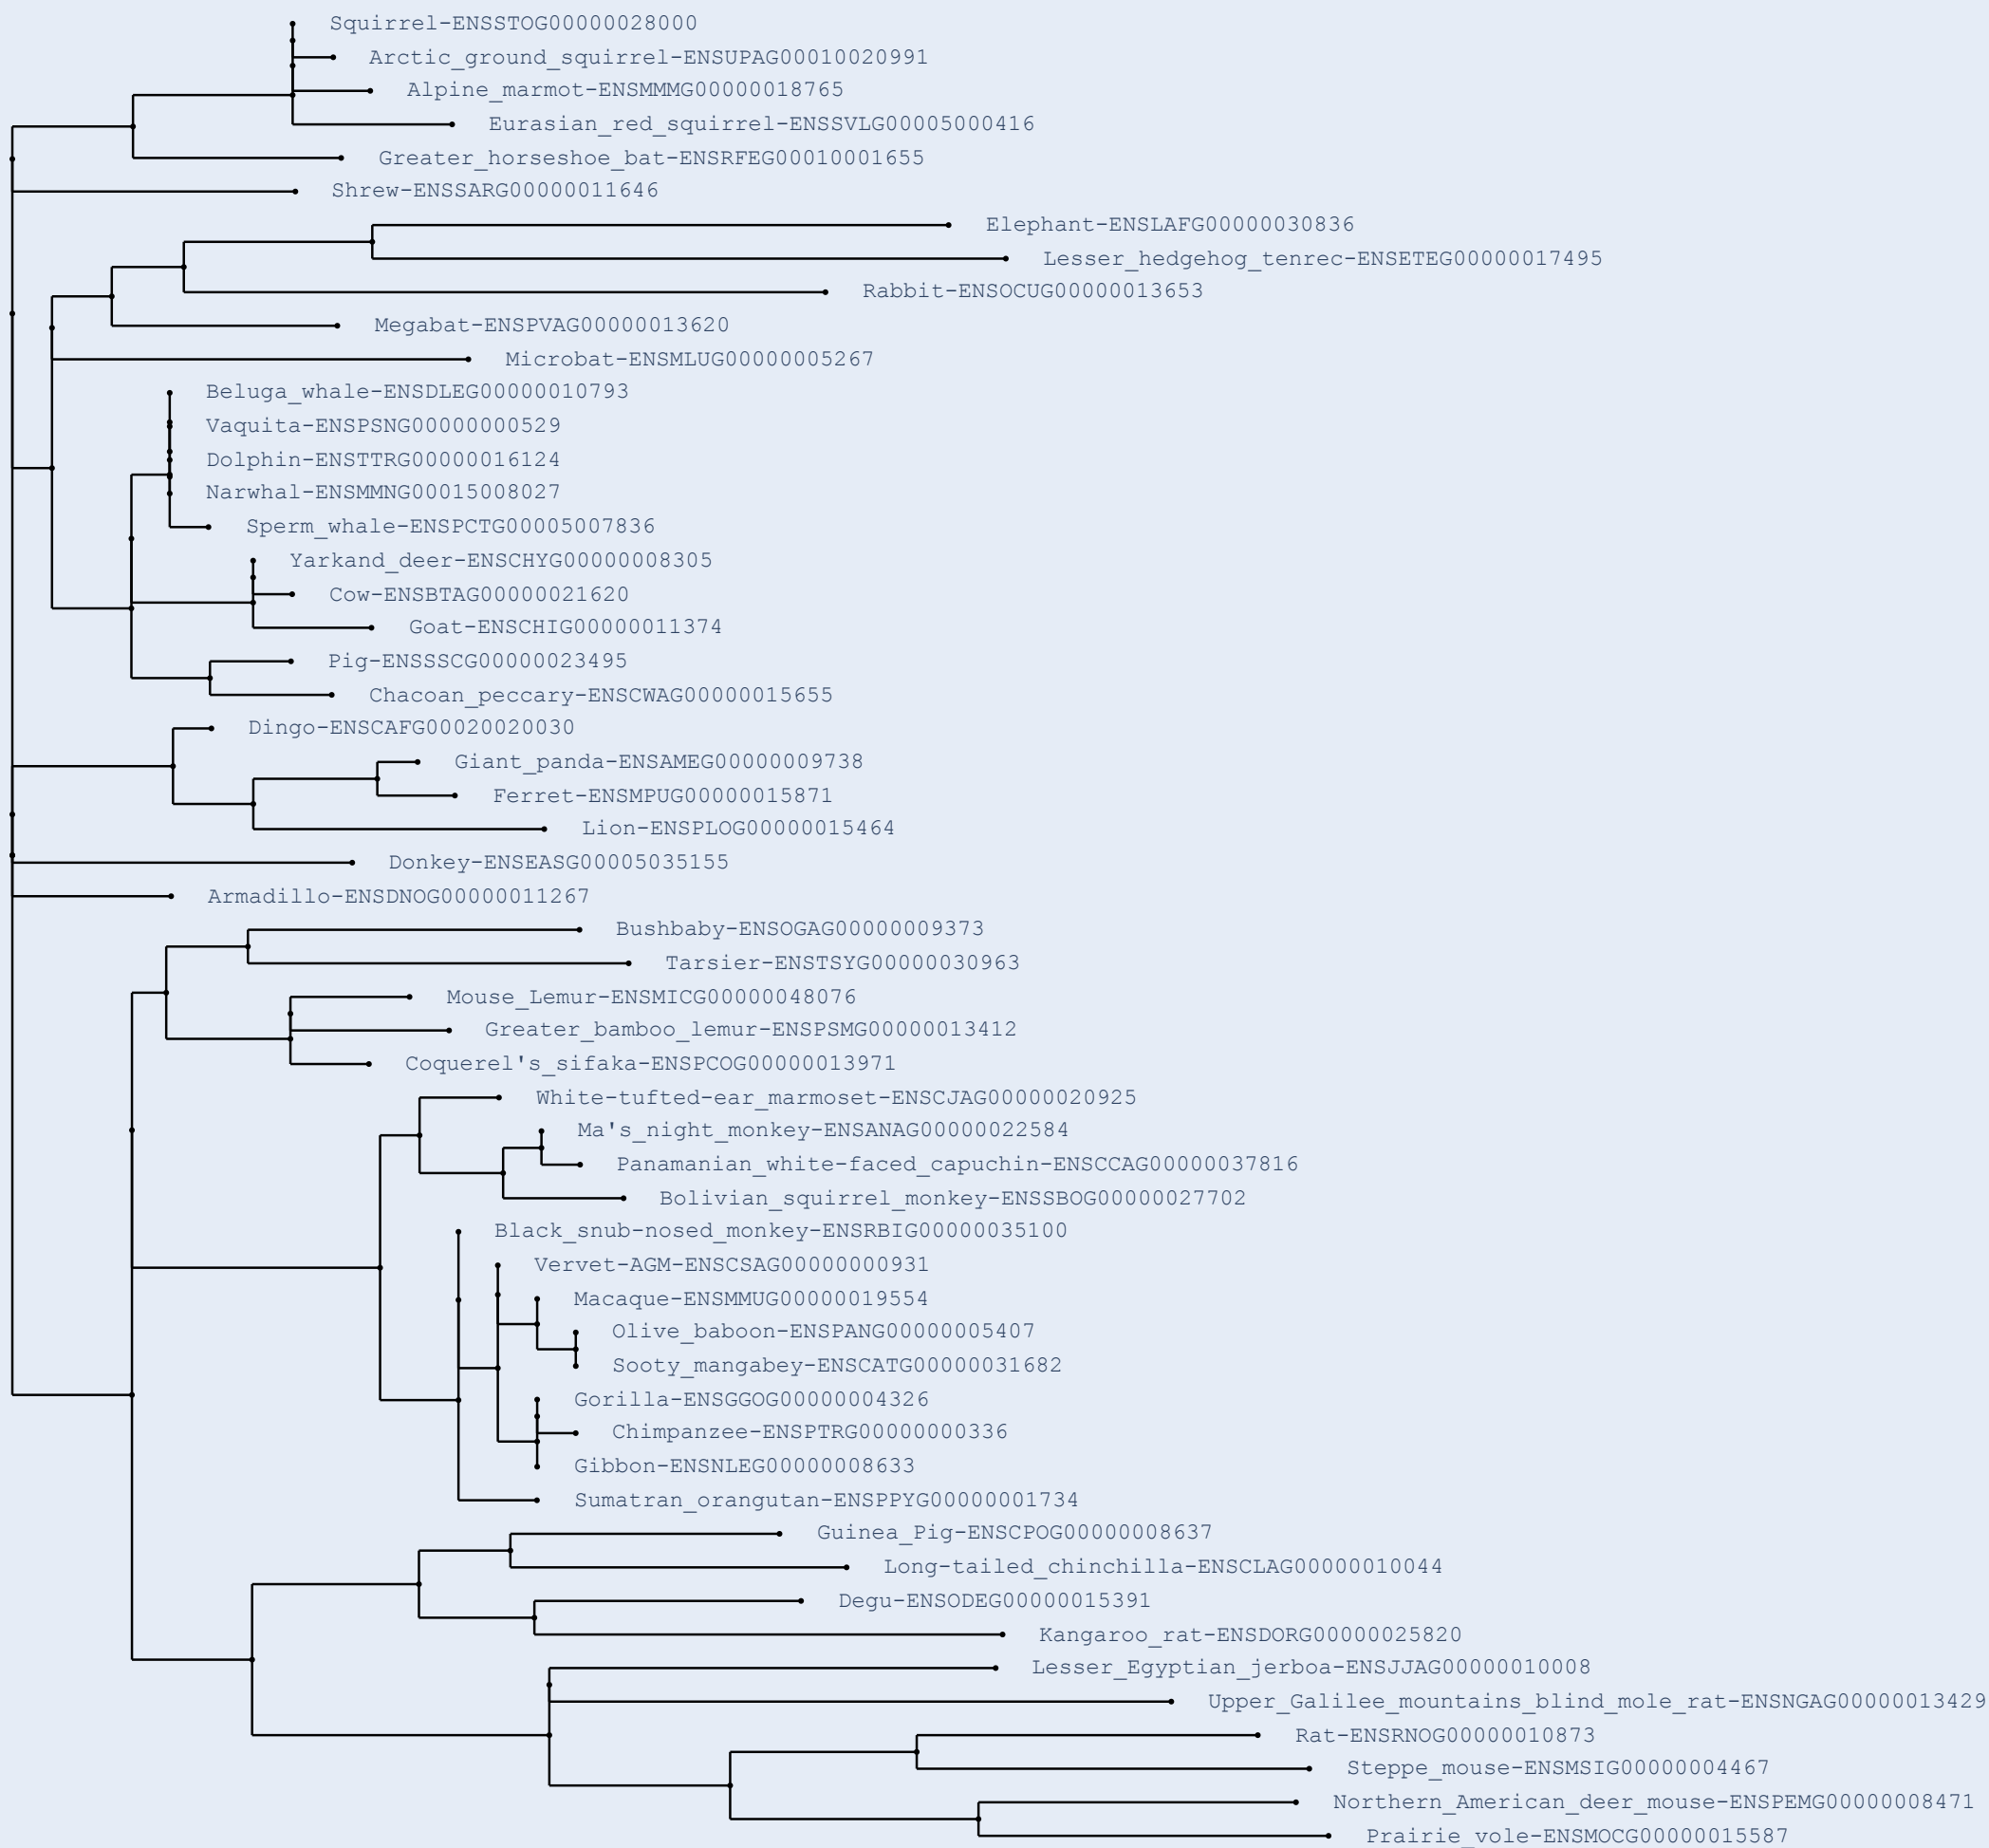 Squirrel-ENSSTOG00000028000
Arctic_ground_squirrel-ENSUPAG00010020991
Alpine_marmot-ENSMMMG00000018765
Eurasian_red_squirrel-ENSSVLG00005000416
Greater_horseshoe_bat-ENSRFEG00010001655
Shrew-ENSSARG00000011646
Elephant-ENSLAFG00000030836
Lesser_hedgehog_tenrec-ENSETEG00000017495
Rabbit-ENSOCUG00000013653
Megabat-ENSPVAG00000013620
Microbat-ENSMLUG00000005267
Beluga_whale-ENSDLEG00000010793
Vaquita-ENSPSNG00000000529
Dolphin-ENSTTRG00000016124
Narwhal-ENSMMNG00015008027
Sperm_whale-ENSPCTG00005007836
Yarkand_deer-ENSCHYG00000008305
Cow-ENSBTAG00000021620
Goat-ENSCHIG00000011374
Pig-ENSSSCG00000023495
Chacoan_peccary-ENSCWAG00000015655
Dingo-ENSCAFG00020020030
Giant_panda-ENSAMEG00000009738
Ferret-ENSMPUG00000015871
Lion-ENSPLOG00000015464
Donkey-ENSEASG00005035155
Armadillo-ENSDNOG00000011267
Bushbaby-ENSOGAG00000009373
Tarsier-ENSTSYG00000030963
Mouse_Lemur-ENSMICG00000048076
Greater_bamboo_lemur-ENSPSMG00000013412
Coquerel's_sifaka-ENSPCOG00000013971
White-tufted-ear_marmoset-ENSCJAG00000020925
Ma's_night_monkey-ENSANAG00000022584
Panamanian_white-faced_capuchin-ENSCCAG00000037816
Bolivian_squirrel_monkey-ENSSBOG00000027702
Black_snub-nosed_monkey-ENSRBIG00000035100
Vervet-AGM-ENSCSAG00000000931
Macaque-ENSMMUG00000019554
Olive_baboon-ENSPANG00000005407
Sooty_mangabey-ENSCATG00000031682
Gorilla-ENSGGOG00000004326
Chimpanzee-ENSPTRG00000000336
Gibbon-ENSNLEG00000008633
Sumatran_orangutan-ENSPPYG00000001734
Guinea_Pig-ENSCPOG00000008637
Long-tailed_chinchilla-ENSCLAG00000010044
Degu-ENSODEG00000015391
Kangaroo_rat-ENSDORG00000025820
Lesser_Egyptian_jerboa-ENSJJAG00000010008
Upper_Galilee_mountains_blind_mole_rat-ENSNGAG00000013429
Rat-ENSRNOG00000010873
Steppe_mouse-ENSMSIG00000004467
Northern_American_deer_mouse-ENSPEMG00000008471
Prairie_vole-ENSMOCG00000015587